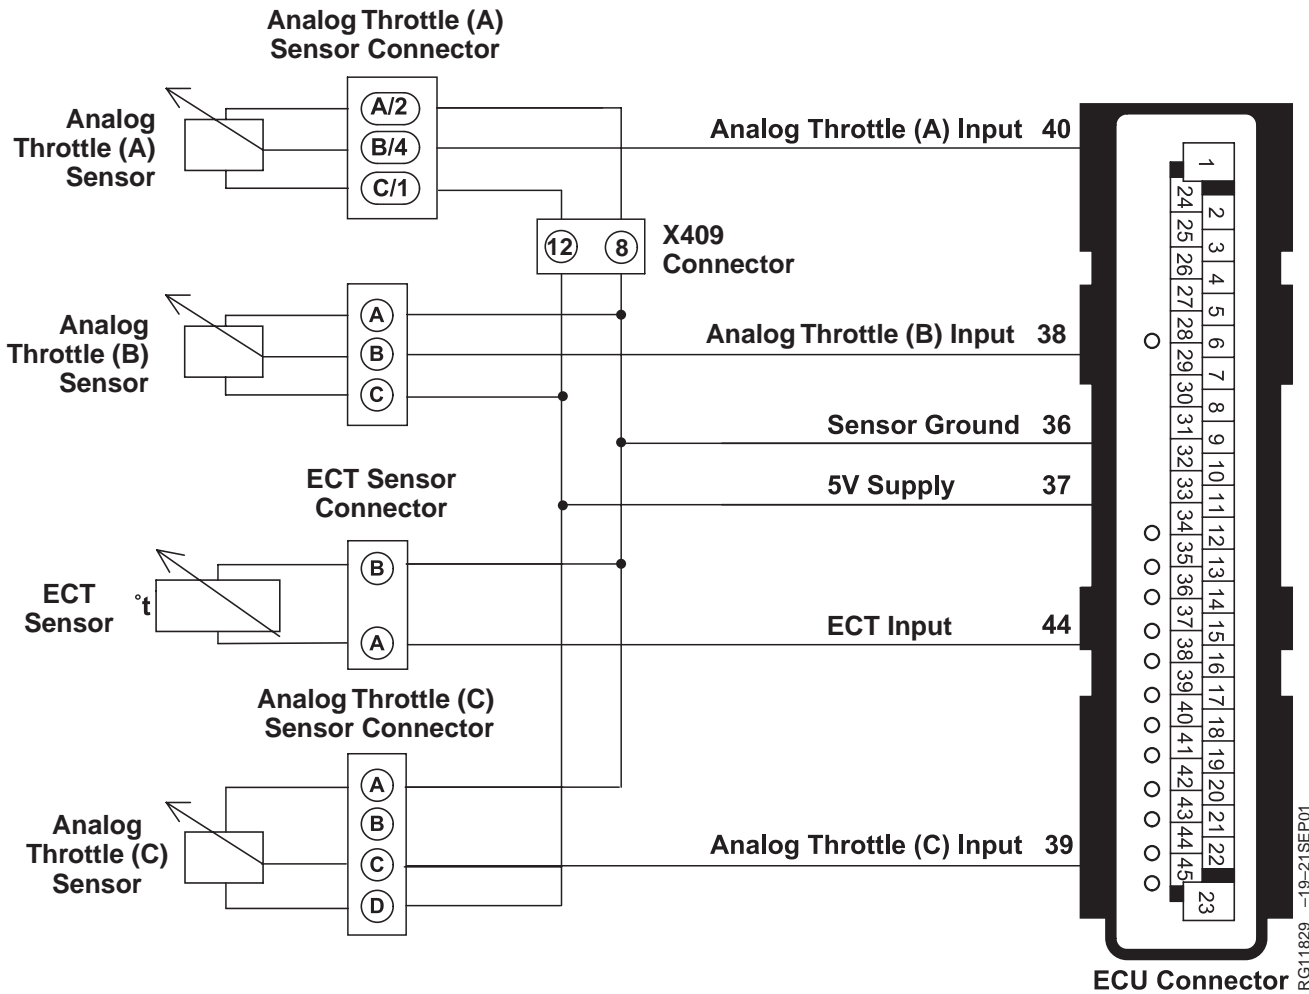 Analog Throttle (A)
Sensor Connector
Analog
Throttle (A)
Sensor
A/2
B/4
C/1
Analog Throttle (A) Input 40
12
8
X409
Connector
Analog
Throttle (B)
Sensor
A
B
C
Analog Throttle (B) Input 38
Sensor Ground 36
5V Supply 37
ECT Sensor
Connector
ECT
Sensor
°t
B
A
ECT Input 44
Analog Throttle (C)
Sensor Connector
Analog
Throttle (C)
Sensor
A
B
C
D
Analog Throttle (C) Input 39
1
2
3
4
5
6
7
8
9
10
11
12
13
14
15
16
17
18
19
20
21
22
23
24
25
26
27
28
29
30
31
32
33
34
35
36
37
38
39
40
41
42
43
44
45
ECU Connector
RG11829 –19–21SEP01